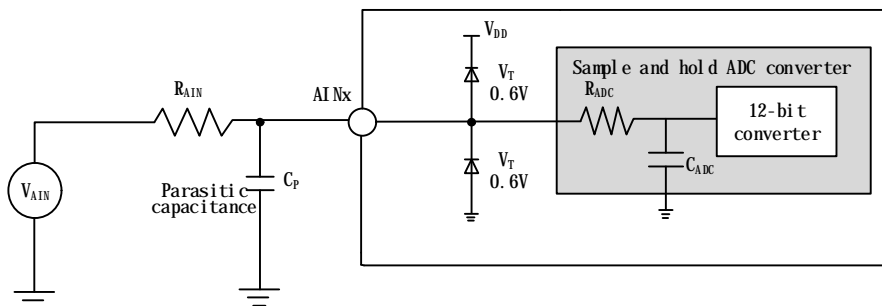 V_DD
Sample and hold ADC converter
R_AIN
AINx
V_T
0.6V
R_ADC
12-bit
converter
V_AIN
Parasitic
capacitance
C_P
V_T
0.6V
C_ADC